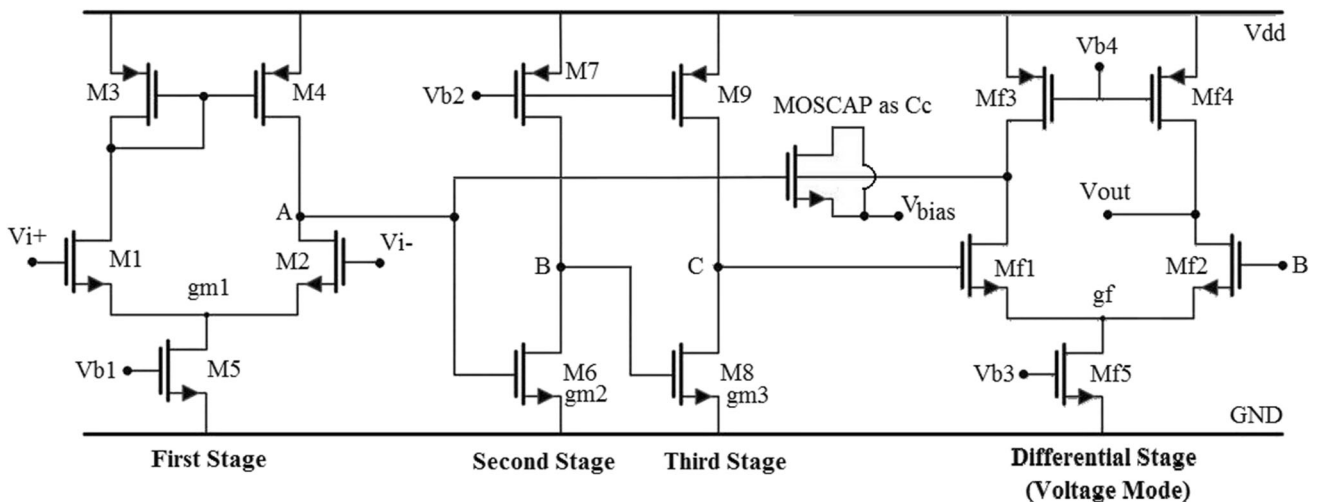 Vdd
M3
M4
Vb2
M7
M9
MOSCAP as Cc
Vb4
Mf3
Mf4
A
Vbias
Vout
Vi+
M1
M2
Vi-
gm1
B
C
Mf1
Mf2
B
gf
Vb1
M5
M6
gm2
M8
gm3
Vb3
Mf5
GND
First Stage
Second Stage
Third Stage
Differential Stage
(Voltage Mode)